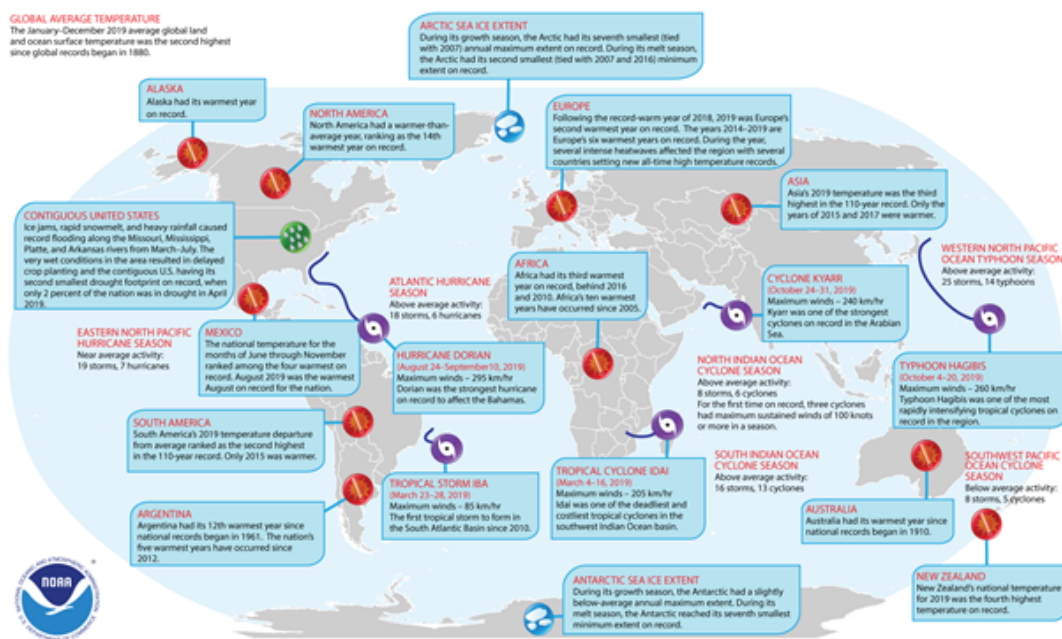 GLOBAL AVERAGE TEMPERATURE
The January–December 2019 average global land
and ocean surface temperature was the second highest
since global records began in 1880.
ARCTIC SEA ICE EXTENT
During its growth season, the Arctic had its seventh smallest (tied
with 2007) annual maximum extent on record. During its melt season,
the Arctic had its second smallest (tied with 2007 and 2016) minimum
extent on record.
ALASKA
Alaska had its warmest year
on record.
NORTH AMERICA
North America had a warmer-than-
average year, ranking as the 14th
warmest year on record.
EUROPE
Following the record-warm year of 2018, 2019 was Europe's
second warmest year on record. The years 2014–2019 are
Europe's six warmest years on record. During the year,
several intense heatwaves affected the region with several
countries setting new all-time high temperature records.
ASIA
Asia's 2019 temperature was the third
highest in the 110-year record. Only the
years of 2015 and 2017 were warmer.
CONTIGUOUS UNITED STATES
Ice jams, rapid snowmelt, and heavy rainfall caused
record flooding along the Missouri, Mississippi,
Platte, and Arkansas rivers from March–July. The
very wet conditions in the area resulted in delayed
crop planting and the contiguous U.S. having its
second smallest drought footprint on record, when
only 2 percent of the nation was in drought in April
2019.
ATLANTIC HURRICANE
SEASON
Above average activity:
18 storms, 6 hurricanes
AFRICA
Africa had its third warmest
year on record, behind 2016
and 2010. Africa's ten warmest
years have occurred since 2005.
CYCLONE KYARR
(October 24–31, 2019)
Maximum winds – 240 km/hr
Kyarr was one of the strongest
cyclones on record in the Arabian
Sea.
WESTERN NORTH PACIFIC
OCEAN TYPHOON SEASON
Above average activity:
25 storms, 14 typhoons
EASTERN NORTH PACIFIC
HURRICANE SEASON
Near average activity:
19 storms, 7 hurricanes
MEXICO
The national temperature for the
months of June through November
ranked among the four warmest on
record. August 2019 was the warmest
August on record for the nation.
HURRICANE DORIAN
(August 24–September10, 2019)
Maximum winds – 295 km/hr
Dorian was the strongest hurricane
on record to affect the Bahamas.
NORTH INDIAN OCEAN
CYCLONE SEASON
Above average activity:
8 storms, 6 cyclones
For the first time on record, three cyclones
had maximum sustained winds of 100 knots
or more in a season.
TYPHOON HAGIBIS
(October 4–20, 2019)
Maximum winds – 260 km/hr
Typhoon Hagibis was one of the most
rapidly intensifying tropical cyclones on
record in the region.
SOUTH AMERICA
South America's 2019 temperature departure
from average ranked as the second highest
in the 110-year record. Only 2015 was warmer.
TROPICAL STORM IBA
(March 23–28, 2019)
Maximum winds – 85 km/hr
The first tropical storm to form in
the South Atlantic Basin since 2010.
TROPICAL CYCLONE IDAI
(March 4–16, 2019)
Maximum winds – 205 km/hr
Idai was one of the deadliest and
costliest tropical cyclones in the
southwest Indian Ocean basin.
SOUTH INDIAN OCEAN
CYCLONE SEASON
Above average activity:
16 storms, 13 cyclones
SOUTHWEST PACIFIC
OCEAN CYCLONE
SEASON
Below average activity:
8 storms, 5 cyclones
ARGENTINA
Argentina had its 12th warmest year since
national records began in 1961. The nation's
five warmest years have occurred since
2012.
AUSTRALIA
Australia had its warmest year since
national records began in 1910.
NEW ZEALAND
New Zealand's national temperature
for 2019 was the fourth highest
temperature on record.
ANTARCTIC SEA ICE EXTENT
During its growth season, the Antarctic had a slightly
below-average annual maximum extent. During its
melt season, the Antarctic reached its seventh smallest
minimum extent on record.
NATIONAL OCEANIC AND ATMOSPHERIC ADMINISTRATION
NOAA
U.S. DEPARTMENT OF COMMERCE